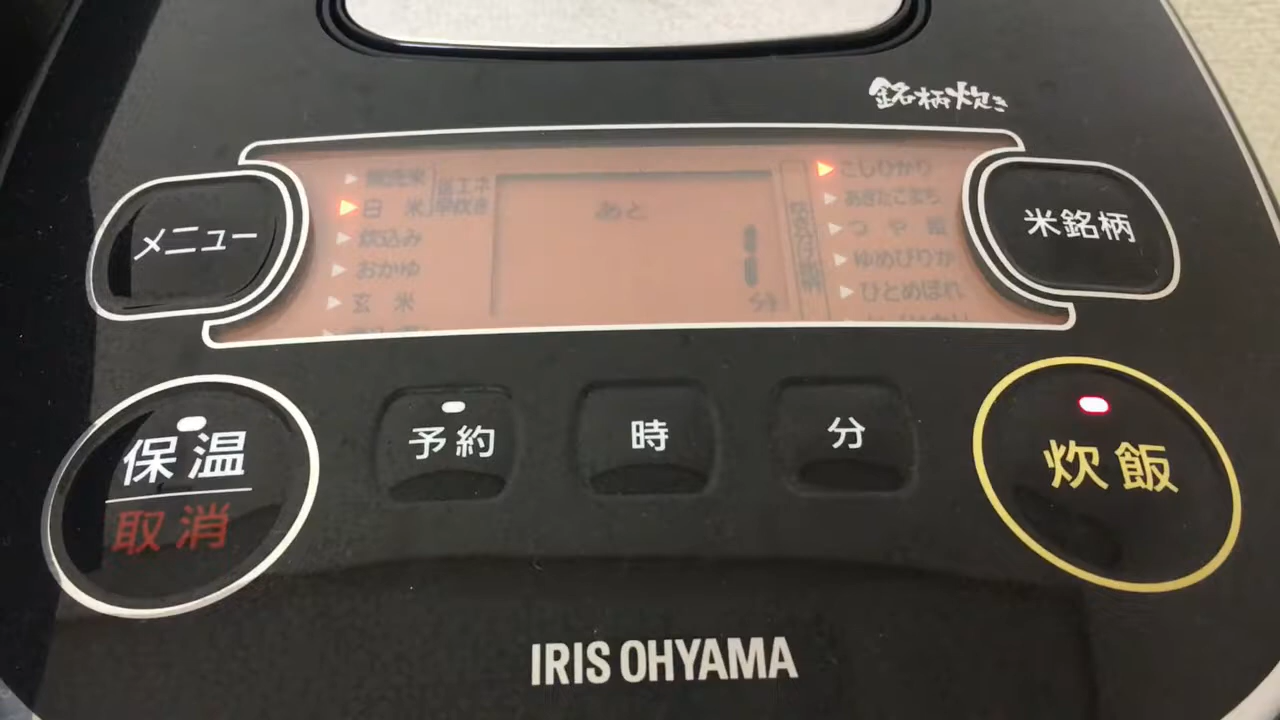 銘柄炊き
メニュー
無洗米
白米
炊込み
おかゆ
玄米
省エネ
早炊き
あと
1
分
こしひかり
あきたこまち
つや姫
ゆめぴりか
ひとめぼれ
米銘柄
保温
取消
予約
時
分
炊飯
IRIS OHYAMA